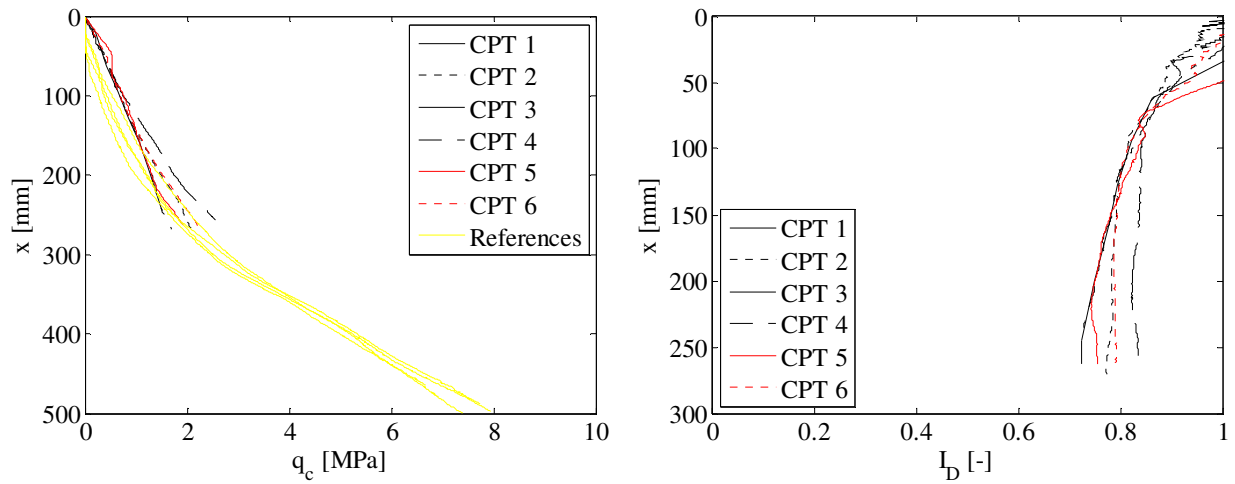 0
100
200
300
400
500
x [mm]
0
2
4
6
8
10
q_c [MPa]
CPT 1
CPT 2
CPT 3
CPT 4
CPT 5
CPT 6
References
0
50
100
150
200
250
300
x [mm]
0
0.2
0.4
0.6
0.8
1
I_D [-]
CPT 1
CPT 2
CPT 3
CPT 4
CPT 5
CPT 6